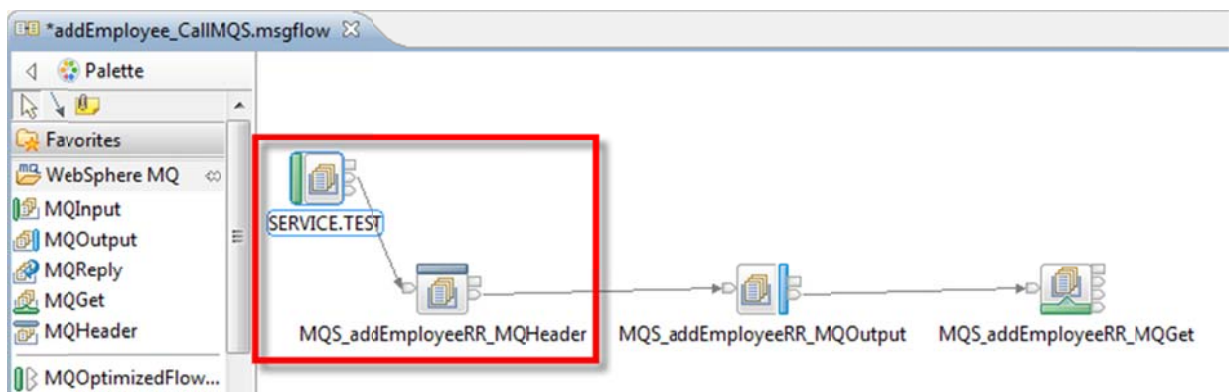 *addEmployee_CallMQS.msgflow
Palette
Favorites
WebSphere MQ
MQInput
MQOutput
MQReply
MQGet
MQHeader
MQOptimizedFlow...
SERVICE.TEST
MQS_addEmployeeRR_MQHeader
MQS_addEmployeeRR_MQOutput
MQS_addEmployeeRR_MQGet